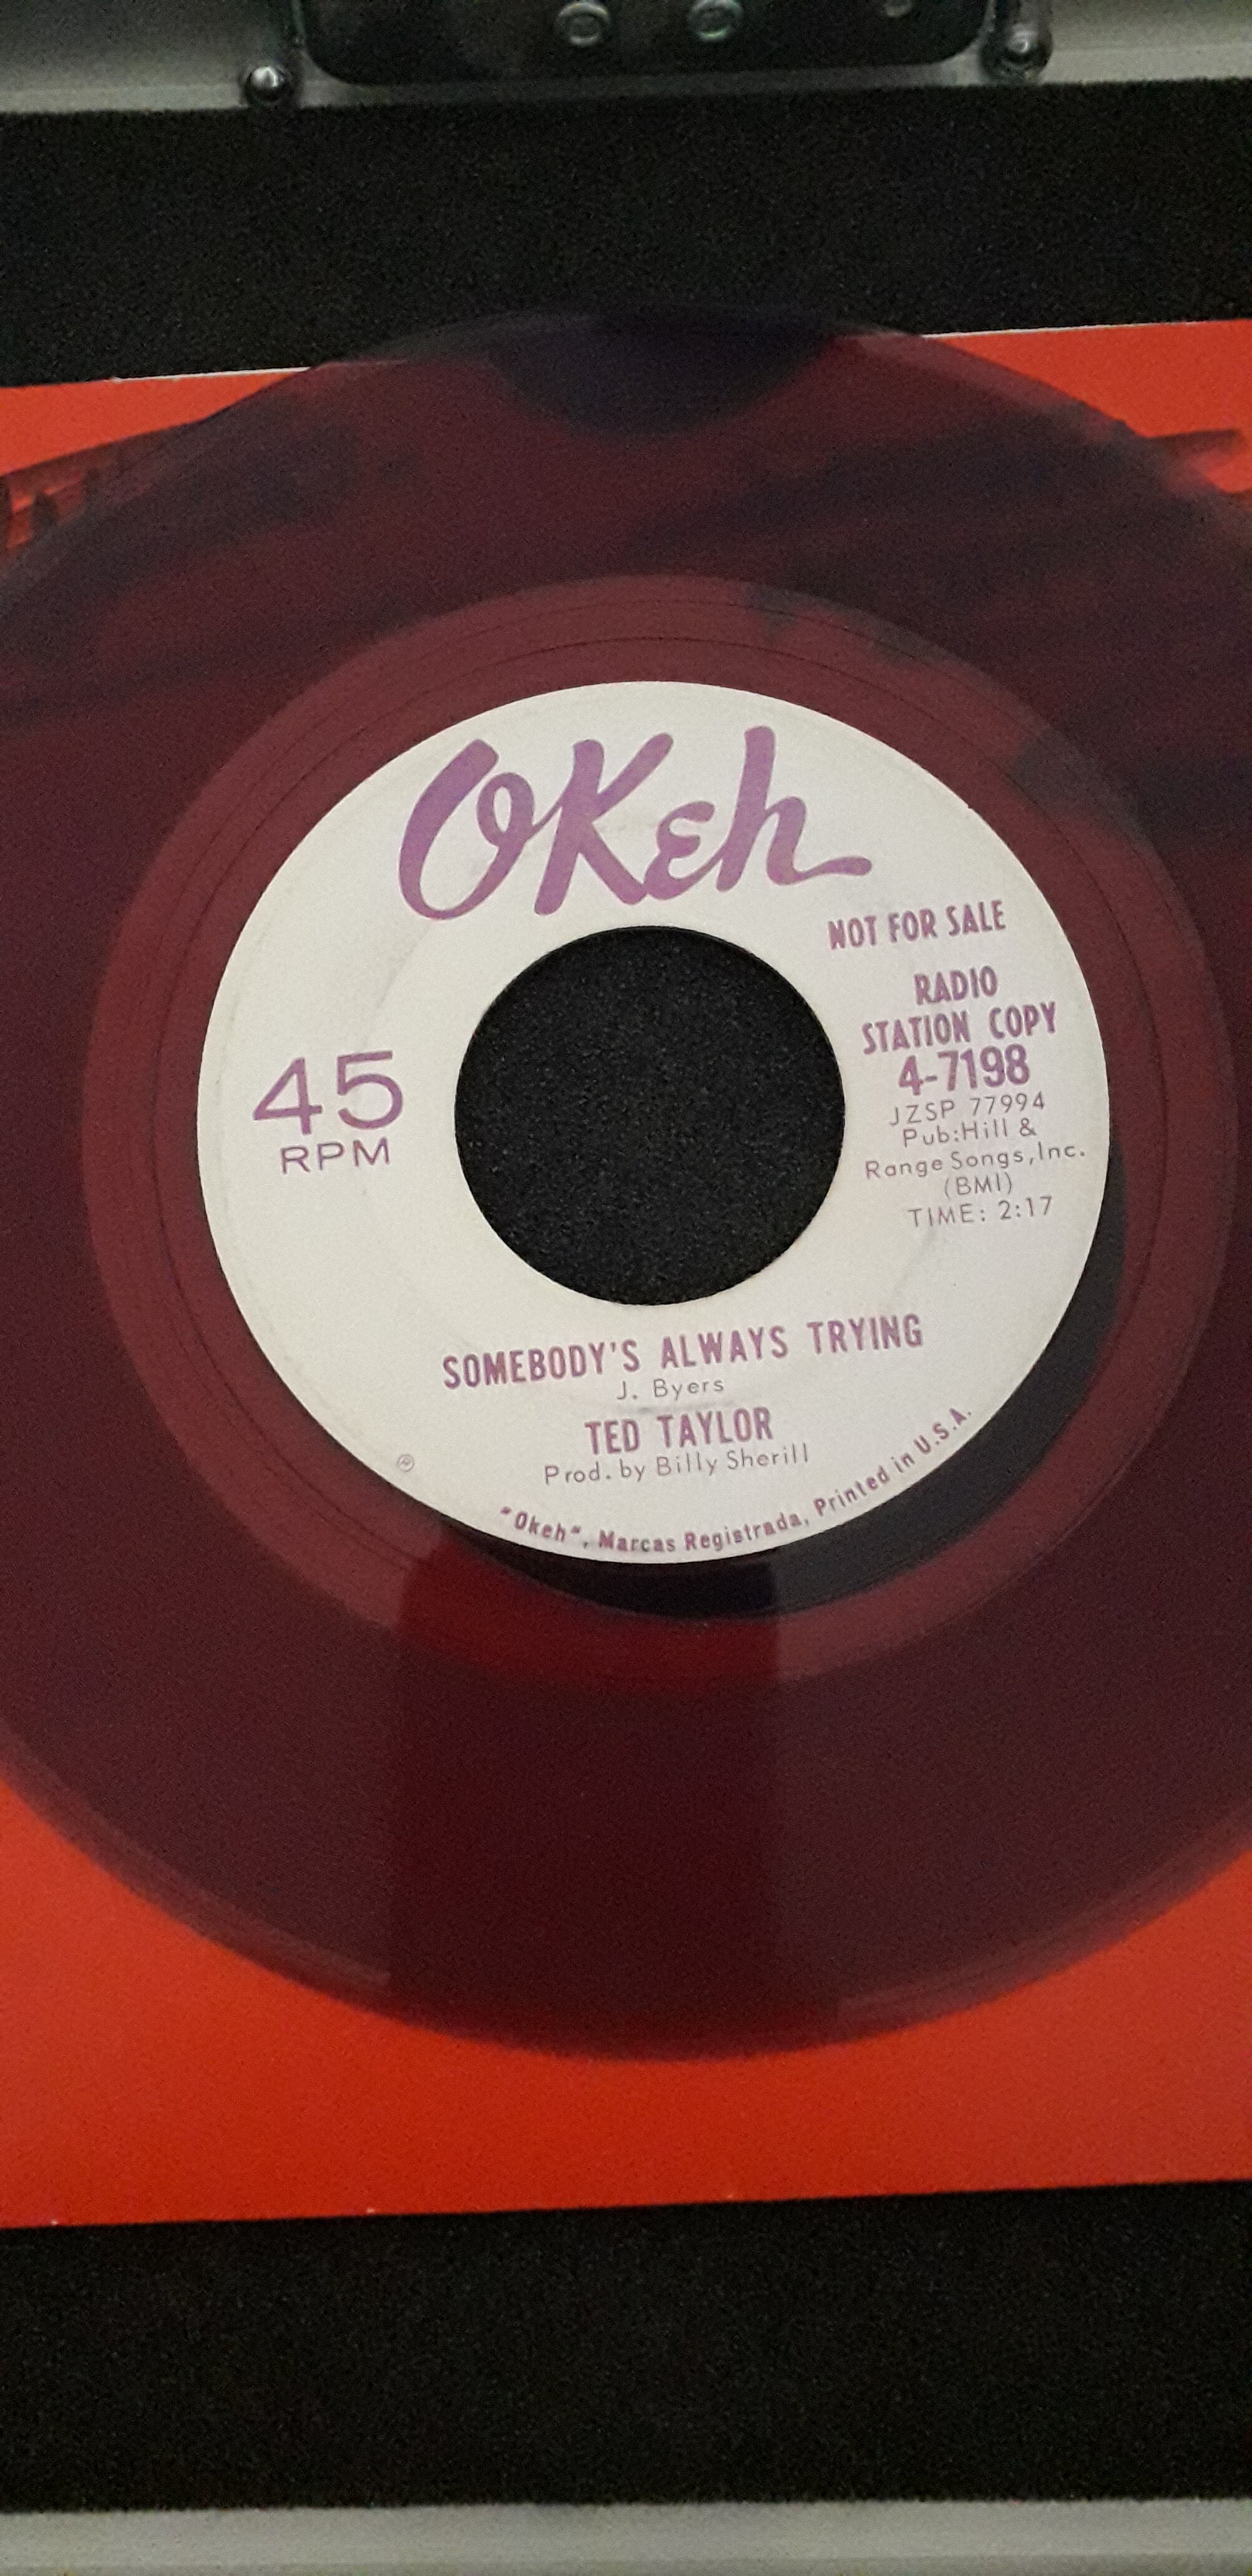 OKeh
NOT FOR SALE
RADIO
STATION COPY
4-7198
JZSP 77994
Pub:Hill &
Range Songs,Inc.
(BMI)
TIME: 2:17
45
RPM
SOMEBODY'S ALWAYS TRYING
J. Byers
TED TAYLOR
Prod. by Billy Sherill
"Okeh", Marcas Registrada, Printed in U.S.A.